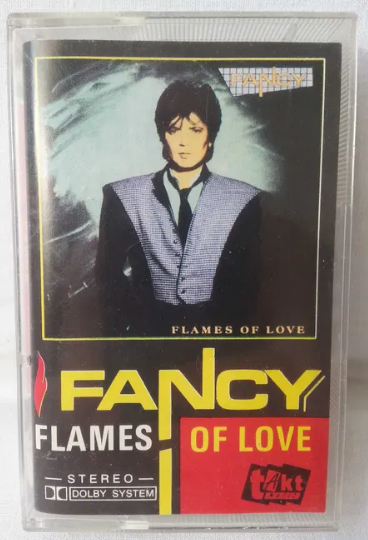 FANCY
FLAMES OF LOVE
FANCY
FLAMES OF LOVE
STEREO
DOLBY SYSTEM
takt